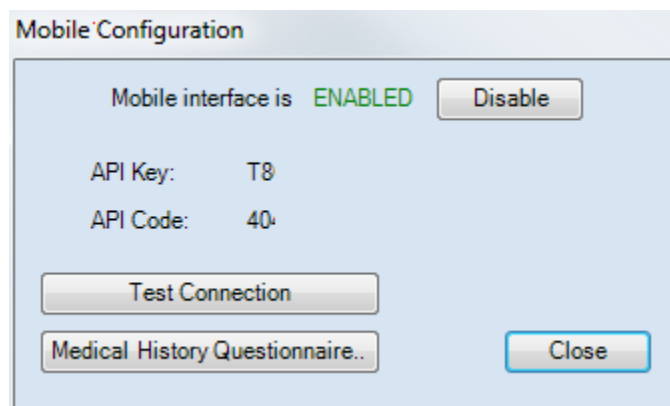 Mobile Configuration
Mobile interface is ENABLED Disable
API Key: T8
API Code: 40
Test Connection
Medical History Questionnaire.. Close